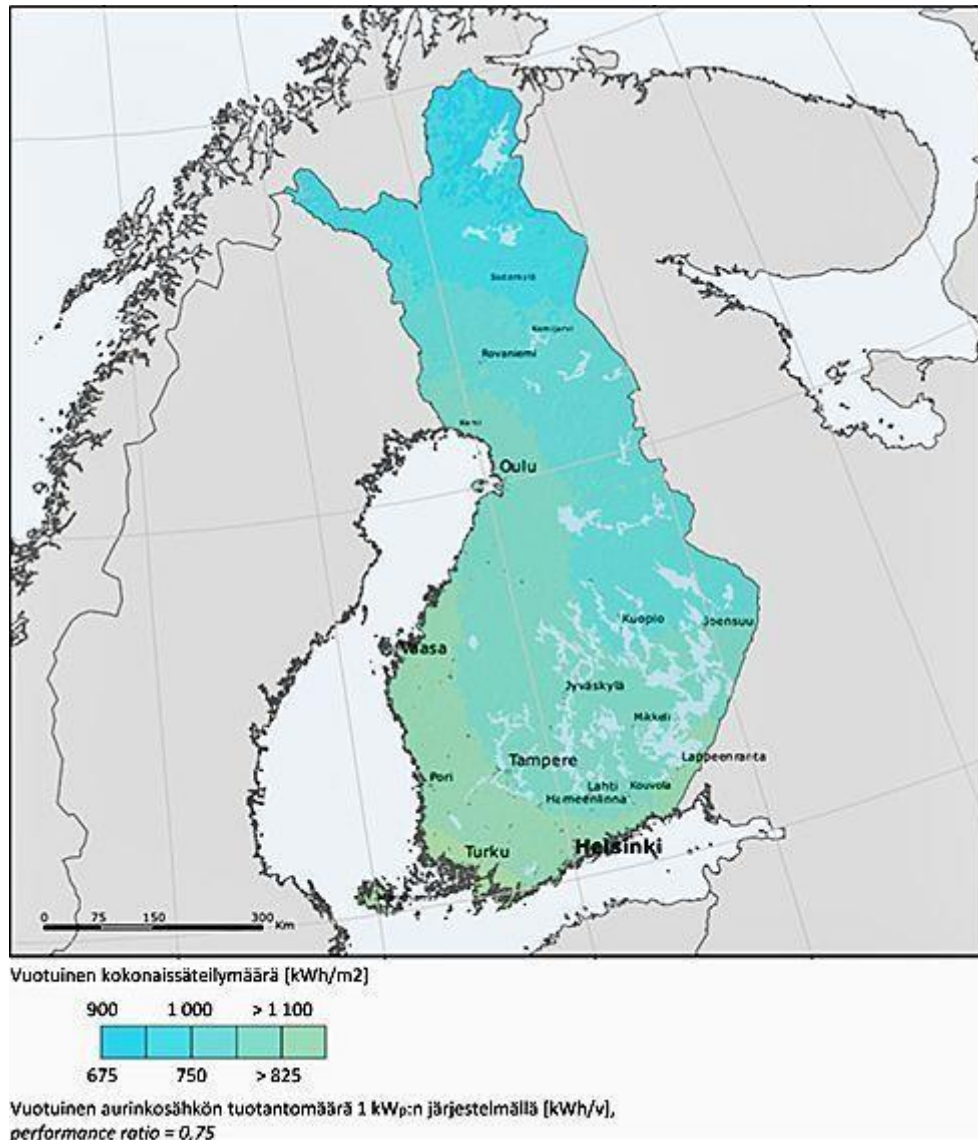 Sodankylä
Kemijarvi
Rovaniemi
Kemi
Oulu
Kuopio
Joensuu
Vaasa
Jyväskylä
Mikkeli
Lappeenranta
Tampere
Pori
Lahti
Kouvola
Hameenlinna
Helsinki
Turku
0 75 150 300 Km
Vuotuinen kokonaissäteilymäärä [kWh/m2]
900 1 000 > 1 100
675 750 > 825
Vuotuinen aurinkosähkön tuotantomäärä 1 kWp:n järjestelmällä [kWh/v],
performance ratio = 0,75